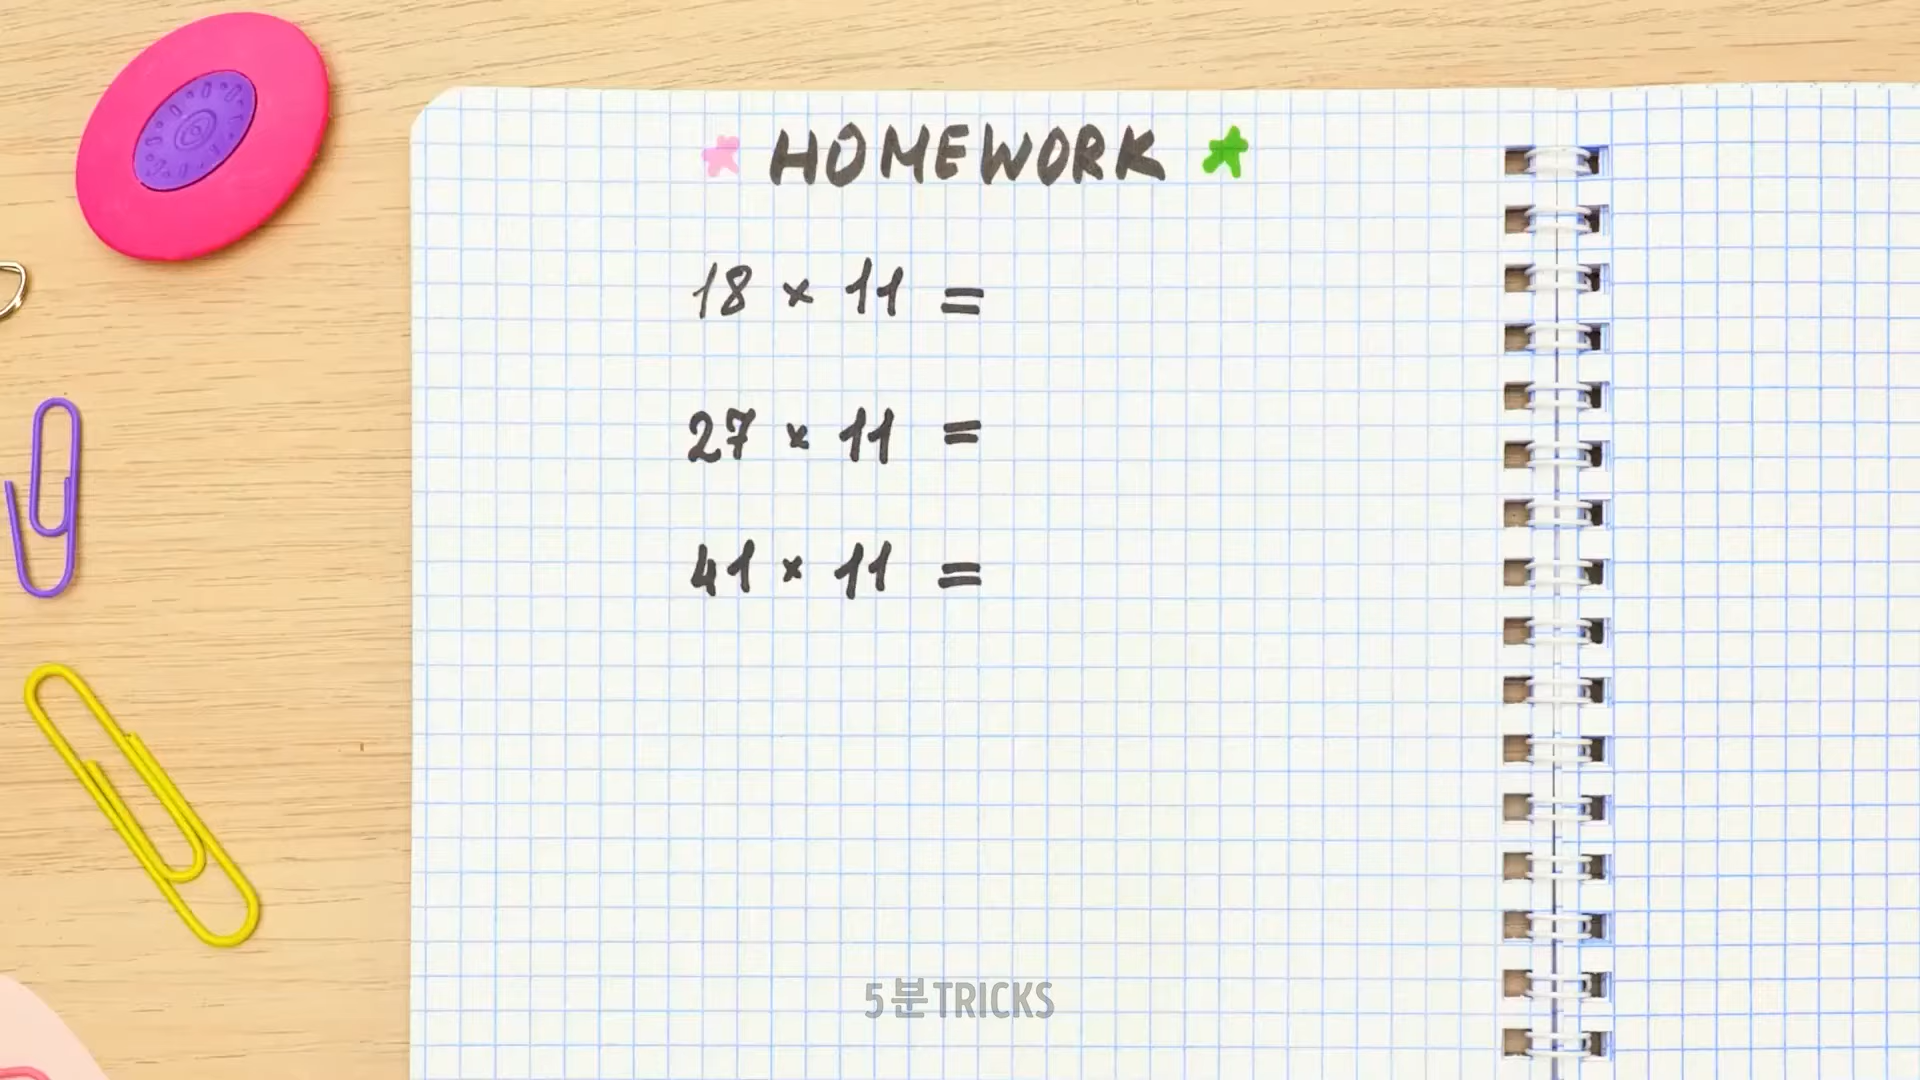 HOMEWORK
18 × 11 =
27 × 11 =
41 × 11 =
5분TRICKS